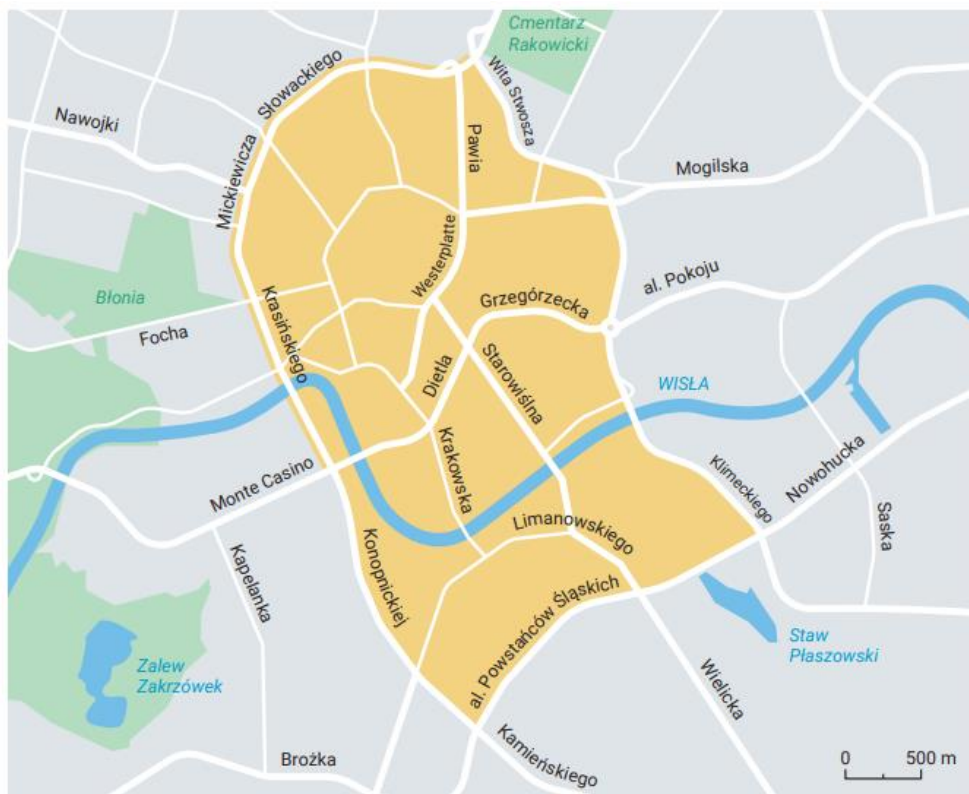 Cmentarz
Rakowicki
Słowackiego
Wita Stwosza
Nawojki
Pawia
Mickiewicza
Mogilska
Westerplatte
al. Pokoju
Błonia
Grzegórzecka
Focha
Krasińskiego
Dietla
Starowiślna
WISŁA
Krakowska
Monte Casino
Klimeckiego
Nowohucka
Limanowskiego
Saska
Kapelanka
Konopnickiej
al. Powstańców Śląskich
Staw
Płaszowski
Zalew
Zakrzówek
Wielicka
Kamieńskiego
Brożka
0 500 m